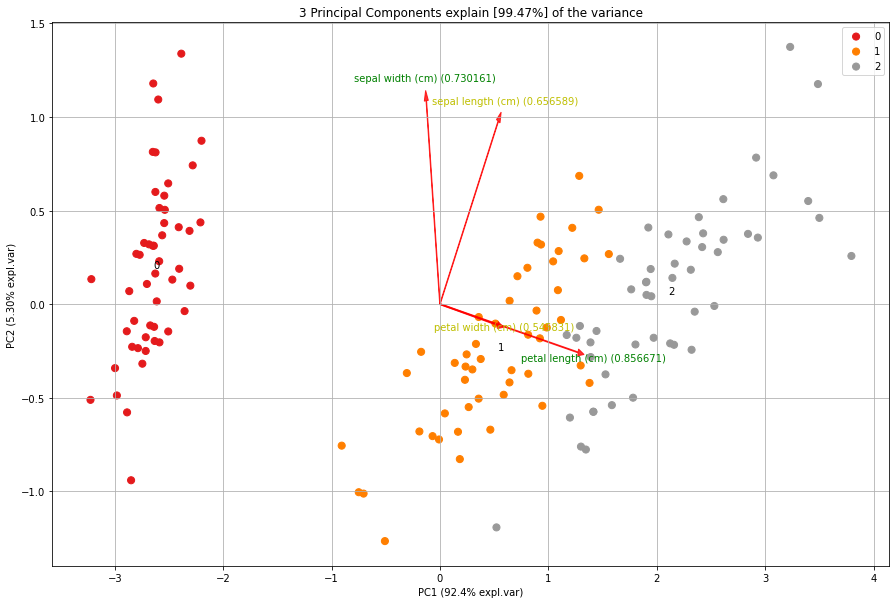 3 Principal Components explain [99.47%] of the variance
1.5
0
1
2
sepal width (cm) (0.730161)
sepal length (cm) (0.656589)
1.0
0.5
0
2
0.0
petal width (cm) (0.540831)
1
petal length (cm) (0.856671)
−0.5
−1.0
PC2 (5.30% expl.var)
−3 −2 −1 0 1 2 3 4
PC1 (92.4% expl.var)